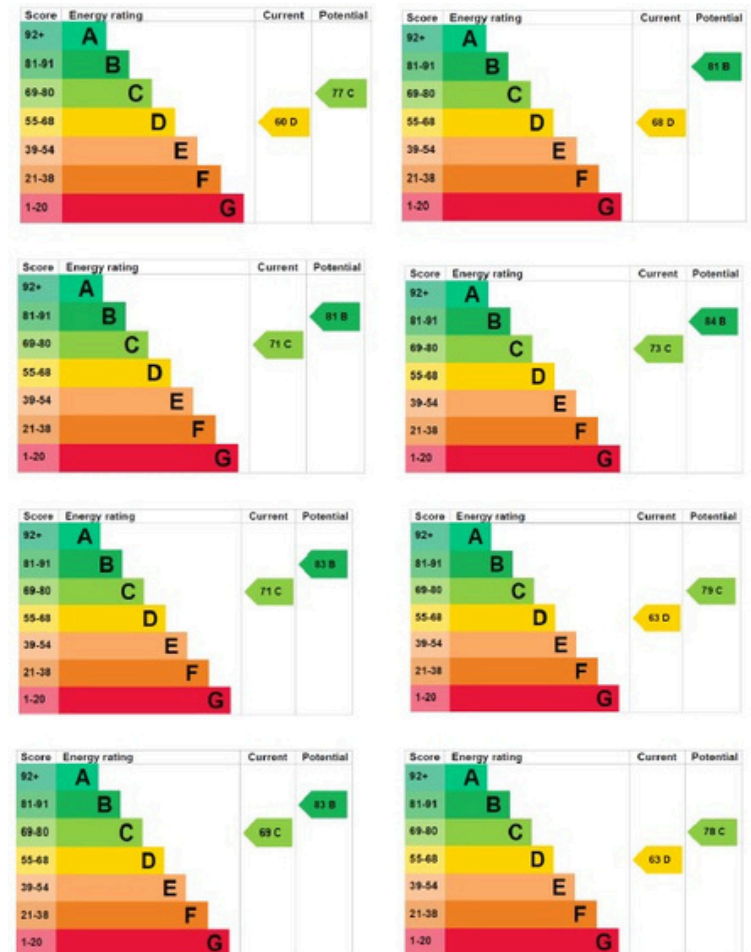 Score Energy rating Current Potential
92+ A
81-91 B
69-80 C 77 C
55-68 D 60 D
39-54 E
21-38 F
1-20 G
Score Energy rating Current Potential
92+ A
81-91 B 81 B
69-80 C
55-68 D 68 D
39-54 E
21-38 F
1-20 G
Score Energy rating Current Potential
92+ A
81-91 B 81 B
69-80 C 71 C
55-68 D
39-54 E
21-38 F
1-20 G
Score Energy rating Current Potential
92+ A
81-91 B 84 B
69-80 C 73 C
55-68 D
39-54 E
21-38 F
1-20 G
Score Energy rating Current Potential
92+ A
81-91 B 83 B
69-80 C 71 C
55-68 D
39-54 E
21-38 F
1-20 G
Score Energy rating Current Potential
92+ A
81-91 B
69-80 C 79 C
55-68 D 63 D
39-54 E
21-38 F
1-20 G
Score Energy rating Current Potential
92+ A
81-91 B 83 B
69-80 C 69 C
55-68 D
39-54 E
21-38 F
1-20 G
Score Energy rating Current Potential
92+ A
81-91 B
69-80 C 78 C
55-68 D 63 D
39-54 E
21-38 F
1-20 G